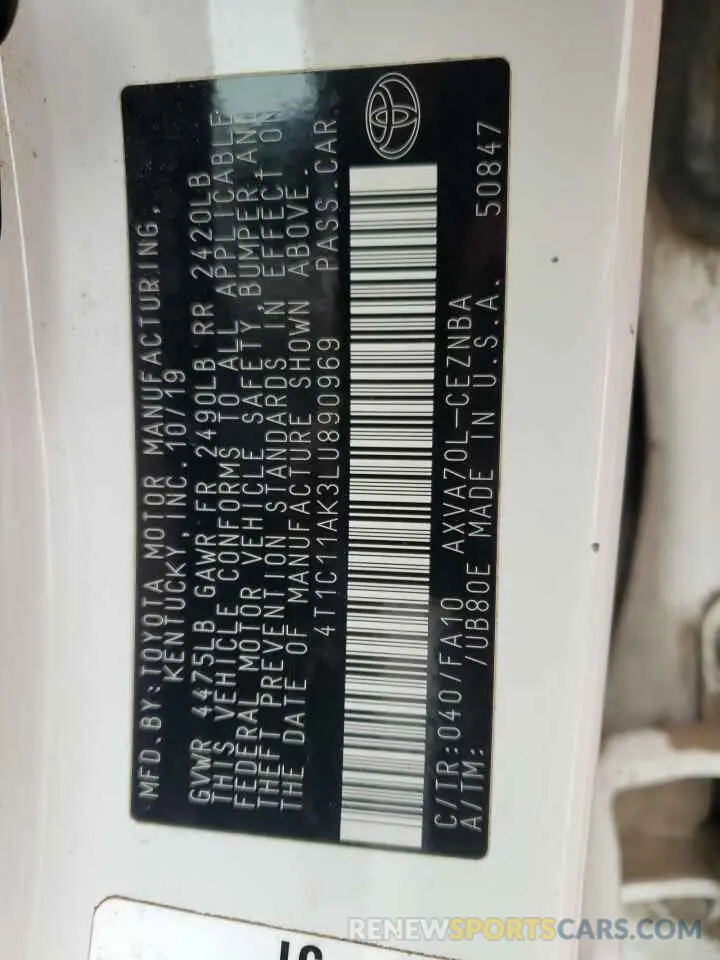 MFD. BY: TOYOTA MOTOR MANUFACTURING,
KENTUCKY, INC. 10/19
GVWR 4475LB GAWR FR 2490LB RR 2420LB
THIS VEHICLE CONFORMS TO ALL APPLICABLE
FEDERAL MOTOR VEHICLE SAFETY, BUMPER, AND
THEFT PREVENTION STANDARDS IN EFFECT ON
THE DATE OF MANUFACTURE SHOWN ABOVE.
4T1C11AK3LU890969 PASS. CAR.
C/TR: 040/FA10 AXVA70L-CEZNBA 50847
A/TM: /UB80E MADE IN U.S.A.
RENEWSPORTSCARS.COM